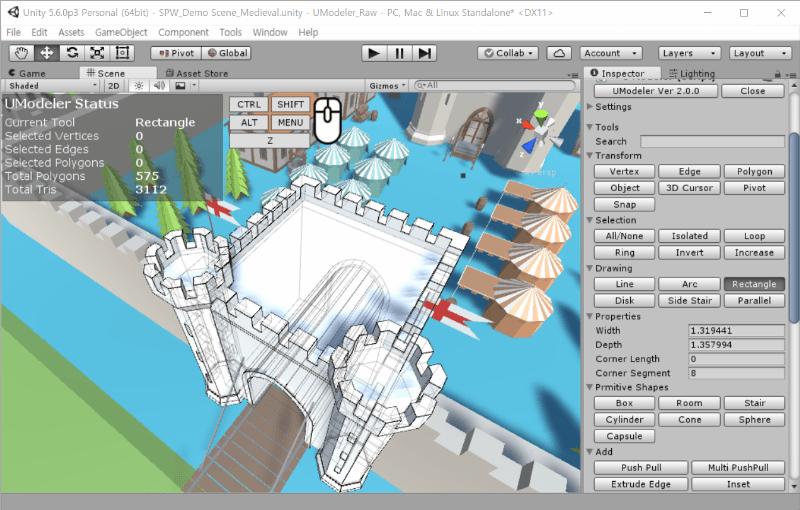 Unity 5.6.0p3 Personal (64bit) - SPW_Demo Scene_Medieval.unity - UModeler_Raw - PC, Mac & Linux Standalone* <DX11>
File Edit Assets GameObject Component Tools Window Help
Pivot Global Collab Account Layers Layout
Game Scene Asset Store Inspector Lighting
Shaded 2D Gizmos All
UModeler Ver 2.0.0 Close
Settings
UModeler Status
Current Tool Rectangle
Selected Vertices 0
Selected Edges 0
Selected Polygons 0
Total Polygons 575
Total Tris 3112
CTRL SHIFT
ALT MENU
Z
y
Persp
Tools
Search
Transform
Vertex Edge Polygon
Object 3D Cursor Pivot
Snap
Selection
All/None Isolated Loop
Ring Invert Increase
Drawing
Line Arc Rectangle
Disk Side Stair Parallel
Properties
Width 1.319441
Depth 1.357994
Corner Length 0
Corner Segment 8
Prmitive Shapes
Box Room Stair
Cylinder Cone Sphere
Capsule
Add
Push Pull Multi PushPull
Extrude Edge Inset